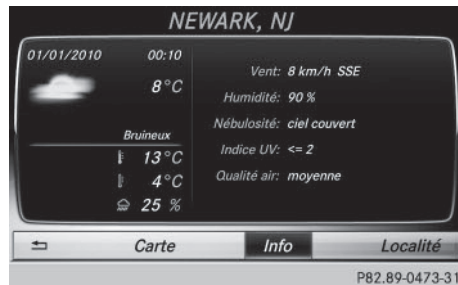 NEWARK, NJ
01/01/2010 00:10
8°C
Bruineux
13°C
4°C
25 %
Vent: 8 km/h SSE
Humidité: 90 %
Nébulosité: ciel couvert
Indice UV: <= 2
Qualité air: moyenne
Carte Info Localité
P82.89-0473-31